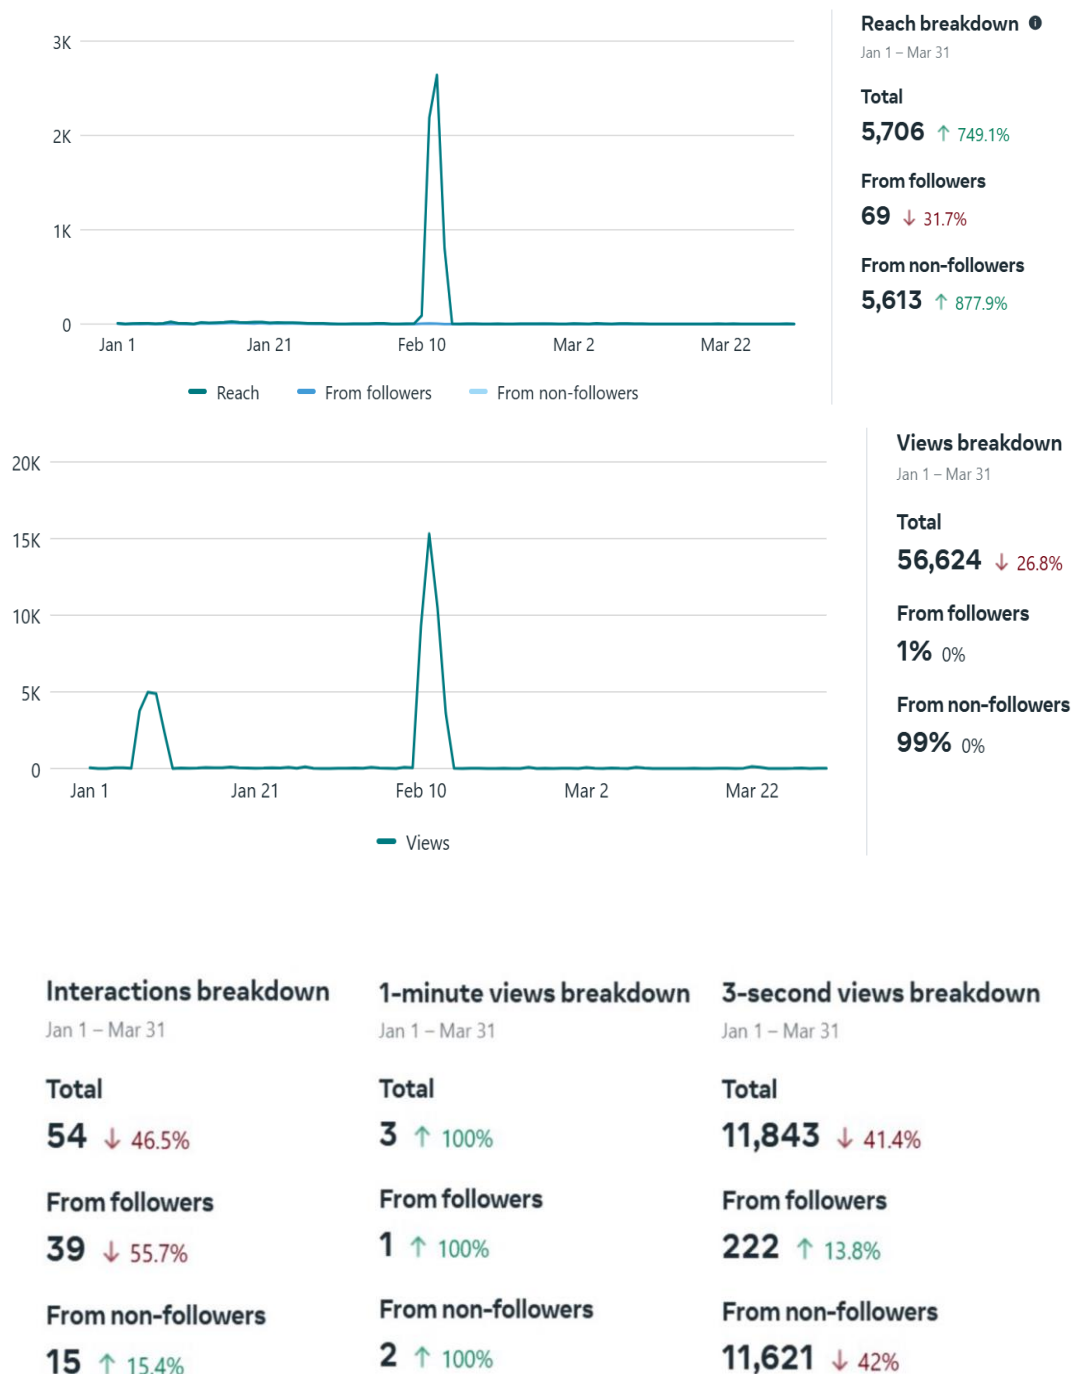 3K
2K
1K
0
Jan 1
Jan 21
Feb 10
Mar 2
Mar 22
Reach
From followers
From non-followers
Reach breakdown
Jan 1 – Mar 31
Total
5,706 ↑ 749.1%
From followers
69 ↓ 31.7%
From non-followers
5,613 ↑ 877.9%
20K
15K
10K
5K
0
Jan 1
Jan 21
Feb 10
Mar 2
Mar 22
Views
Views breakdown
Jan 1 – Mar 31
Total
56,624 ↓ 26.8%
From followers
1% 0%
From non-followers
99% 0%
Interactions breakdown
Jan 1 – Mar 31
Total
54 ↓ 46.5%
From followers
39 ↓ 55.7%
From non-followers
15 ↑ 15.4%
1-minute views breakdown
Jan 1 – Mar 31
Total
3 ↑ 100%
From followers
1 ↑ 100%
From non-followers
2 ↑ 100%
3-second views breakdown
Jan 1 – Mar 31
Total
11,843 ↓ 41.4%
From followers
222 ↑ 13.8%
From non-followers
11,621 ↓ 42%